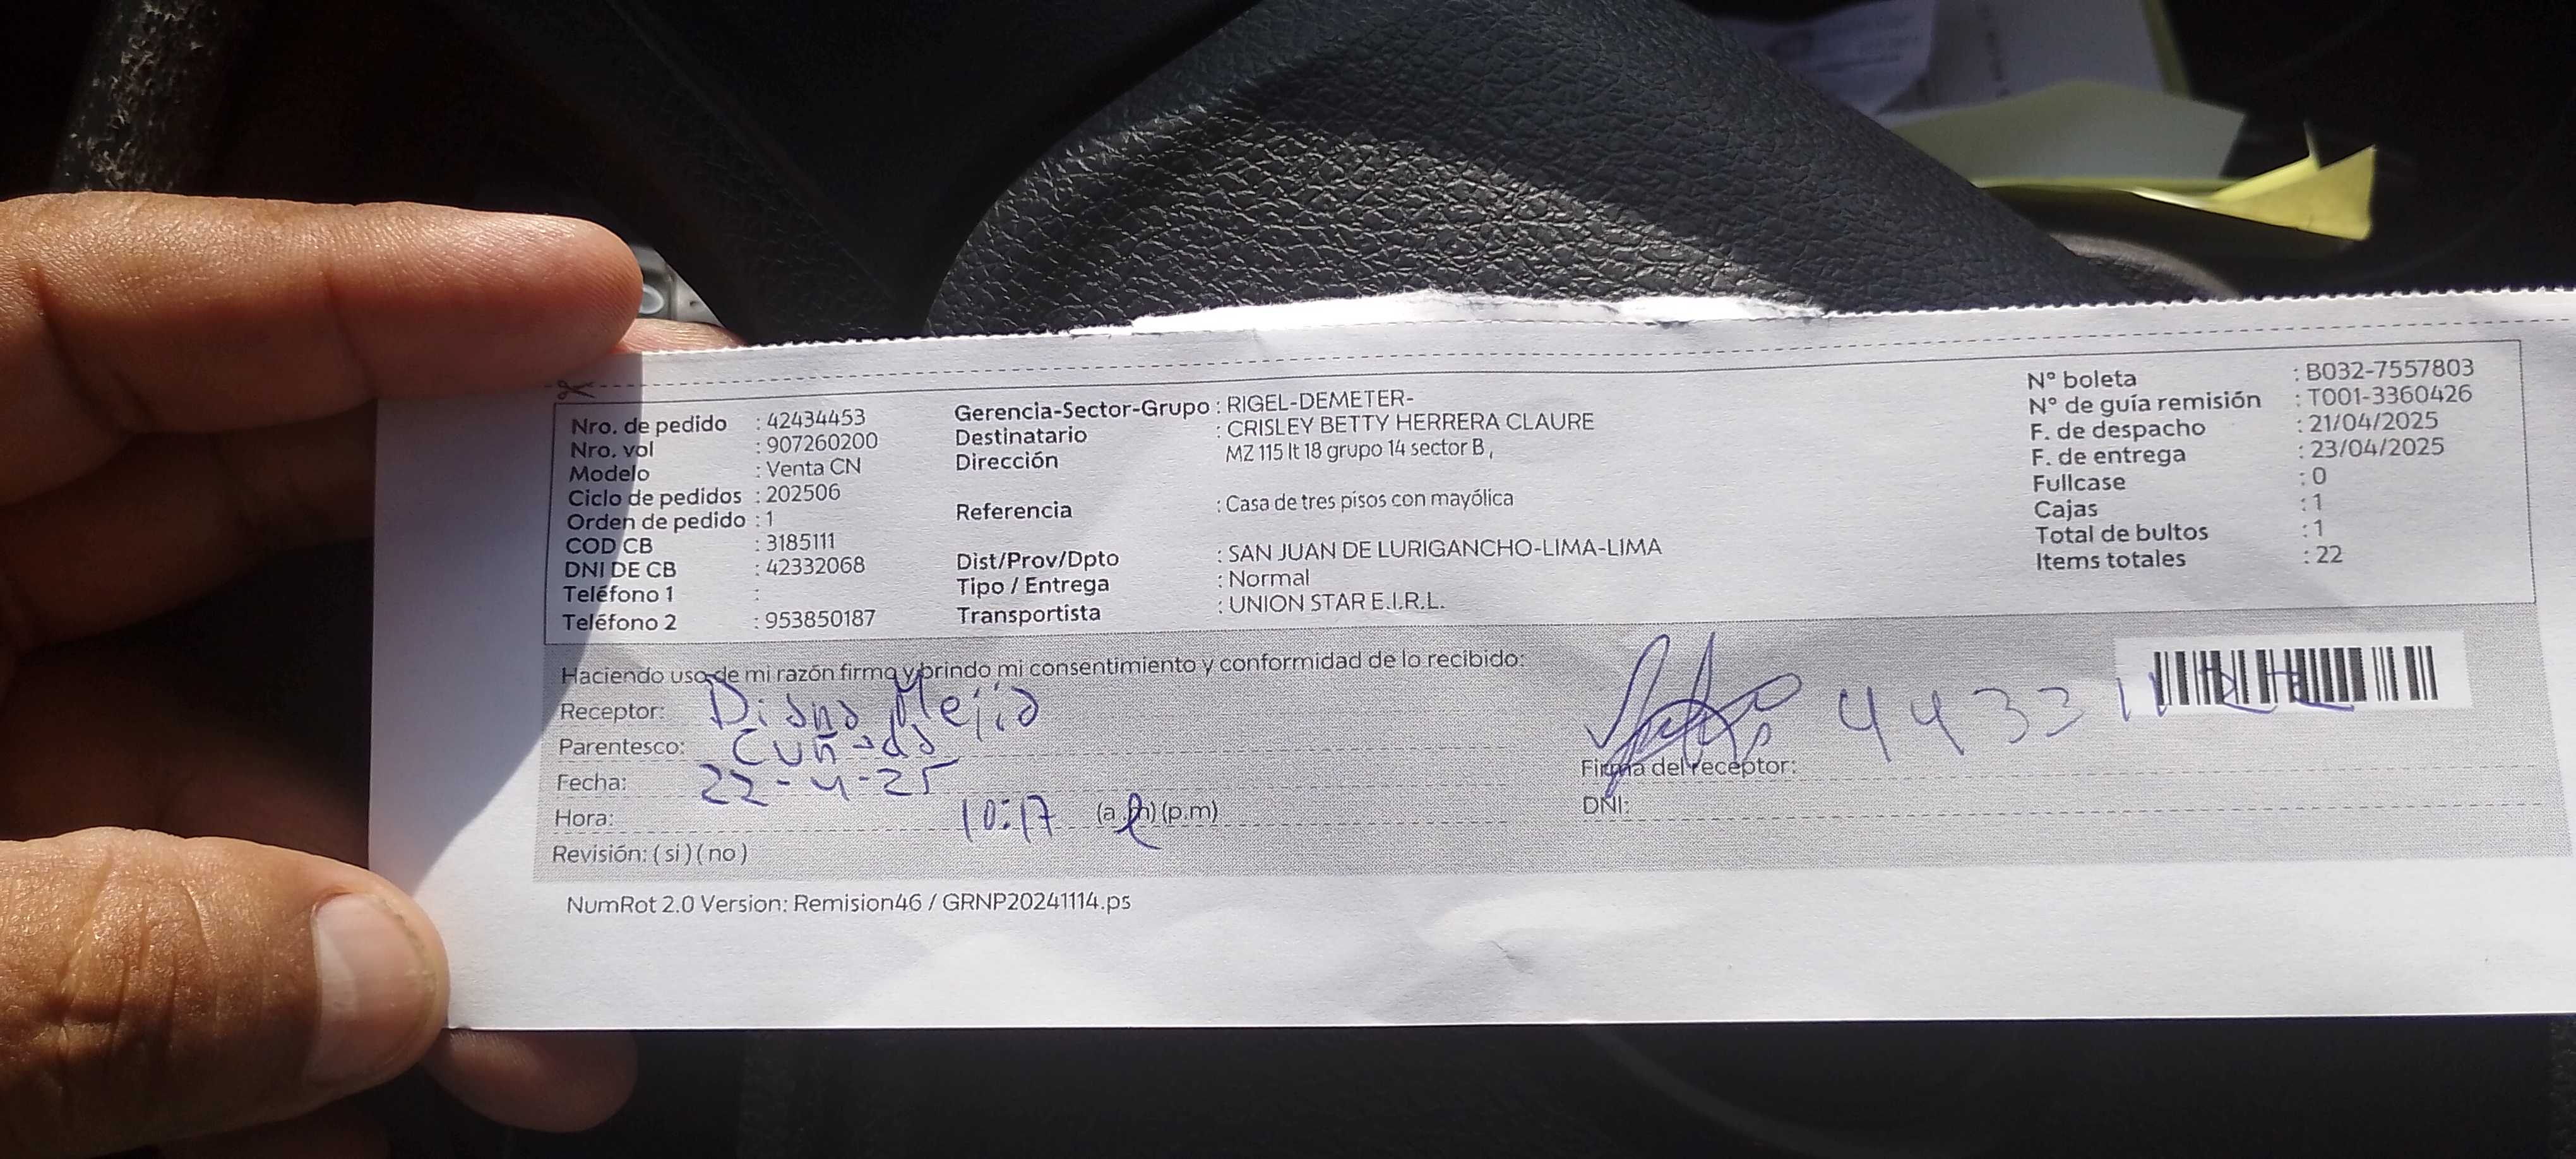 Nro. de pedido : 42434453
Nro. vol : 907260200
Modelo : Venta CN
Ciclo de pedidos : 202506
Orden de pedido : 1
COD CB : 3185111
DNI DE CB : 42332068
Teléfono 1 :
Teléfono 2 : 953850187
Gerencia-Sector-Grupo : RIGEL-DEMETER-
Destinatario : CRISLEY BETTY HERRERA CLAURE
Dirección MZ 115 lt 18 grupo 14 sector B,
Referencia : Casa de tres pisos con mayólica
Dist/Prov/Dpto : SAN JUAN DE LURIGANCHO-LIMA-LIMA
Tipo / Entrega : Normal
Transportista : UNION STAR E.I.R.L.
N° boleta : B032-7557803
N° de guía remisión : T001-3360426
F. de despacho : 21/04/2025
F. de entrega : 23/04/2025
Fullcase : 0
Cajas : 1
Total de bultos : 1
Items totales : 22
Haciendo uso de mi razón firmo y brindo mi consentimiento y conformidad de lo recibido:
Receptor: Diana Mejia
Parentesco: Cuñada
Fecha: 22-4-25
Hora: 10:17 (a.m) (p.m)
Revisión: ( si ) ( no )
Firma del receptor:
DNI:
NumRot 2.0 Version: Remision46 / GRNP20241114.ps